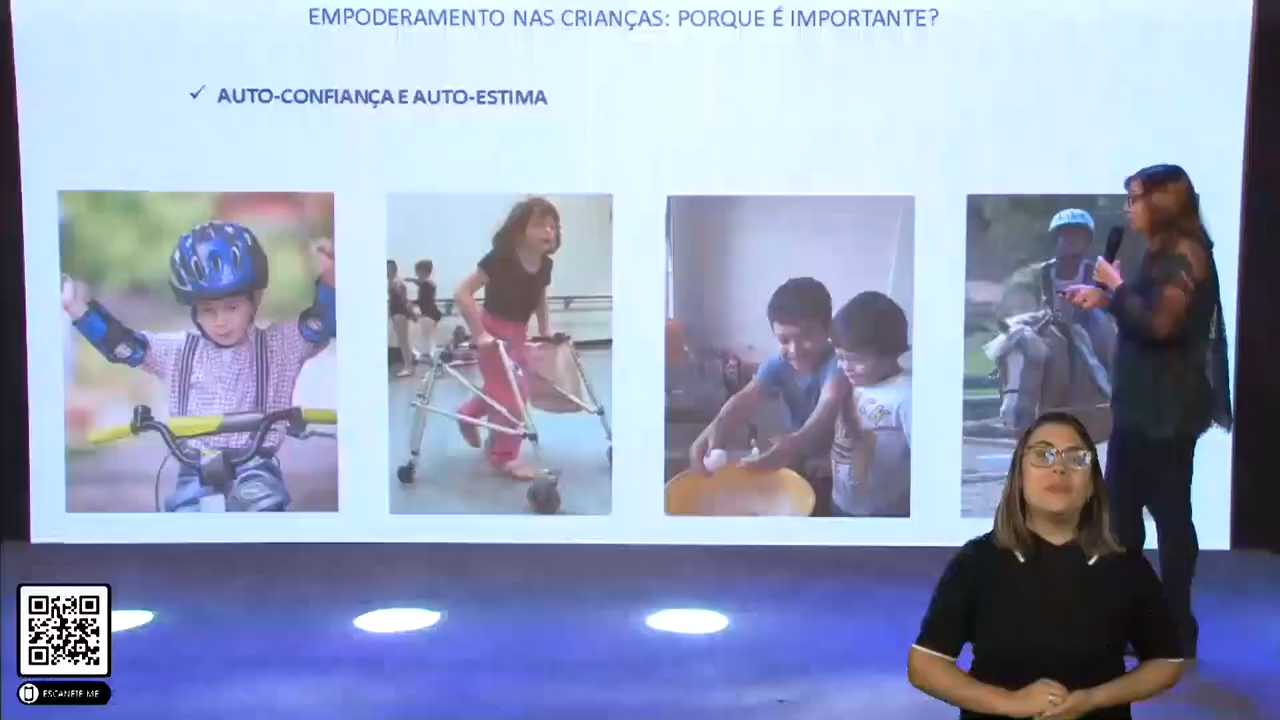 EMPODERAMENTO NAS CRIANÇAS: PORQUE É IMPORTANTE?
✓ AUTO-CONFIANÇA E AUTO-ESTIMA
ESCANEIE-ME